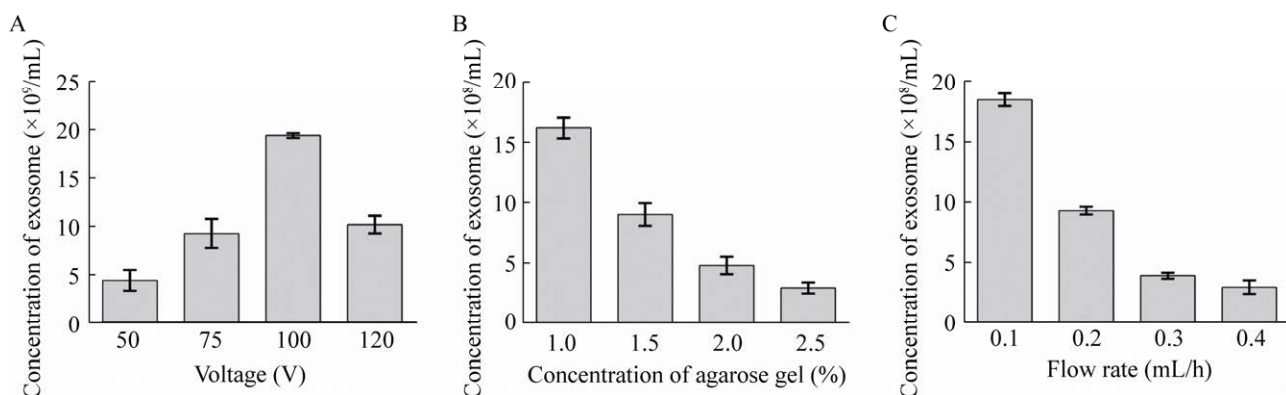 A
Concentration of exosome (×10⁹/mL)
25
20
15
10
5
0
50 75 100 120
Voltage (V)
B
Concentration of exosome (×10⁸/mL)
20
15
10
5
0
1.0 1.5 2.0 2.5
Concentration of agarose gel (%)
C
Concentration of exosome (×10⁸/mL)
20
15
10
5
0
0.1 0.2 0.3 0.4
Flow rate (mL/h)